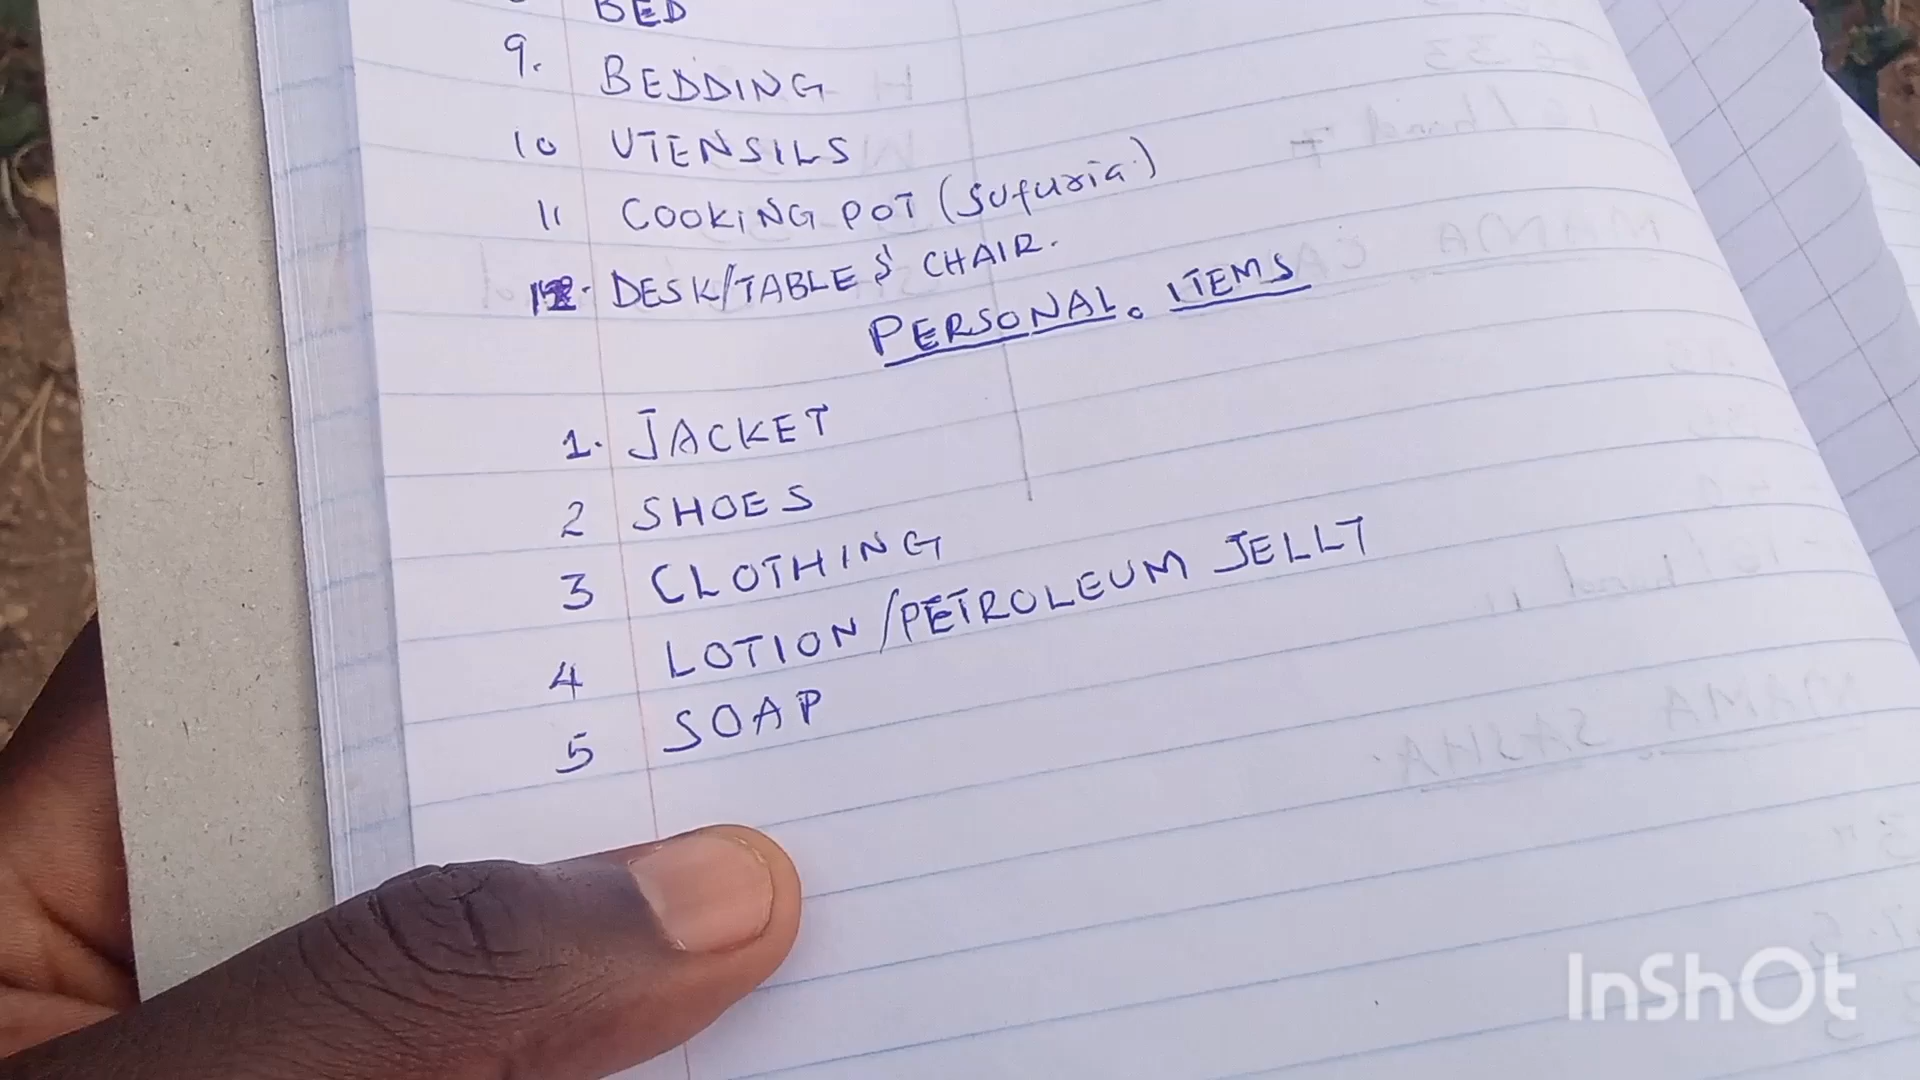 BED
9. BEDDING
10 UTENSILS
11 COOKING POT (Sufuria.)
12. DESK/TABLE & CHAIR.
PERSONAL. ITEMS
1. JACKET
2 SHOES
3 CLOTHING
4 LOTION/PETROLEUM JELLY
5 SOAP
InShOt